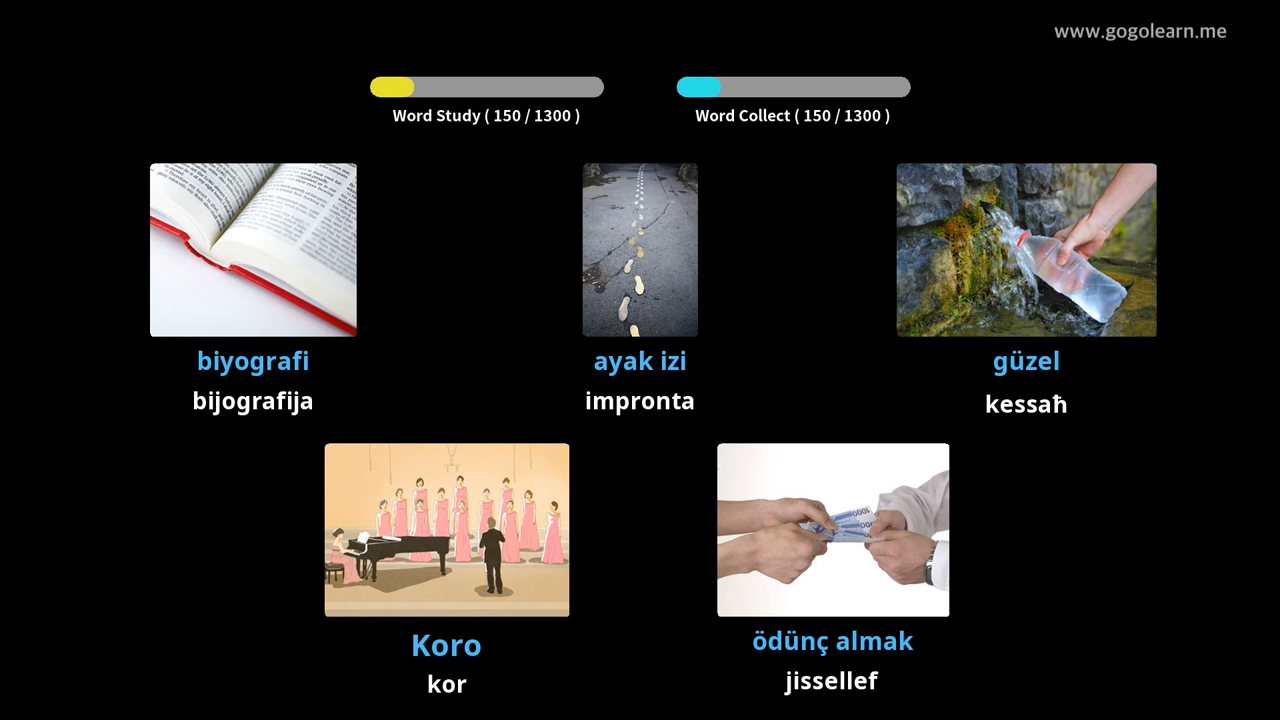 www.gogolearn.me
Word Study ( 150 / 1300 )
Word Collect ( 150 / 1300 )
biyografi
bijografija
ayak izi
impronta
güzel
kessaħ
Koro
kor
ödünç almak
jissellef